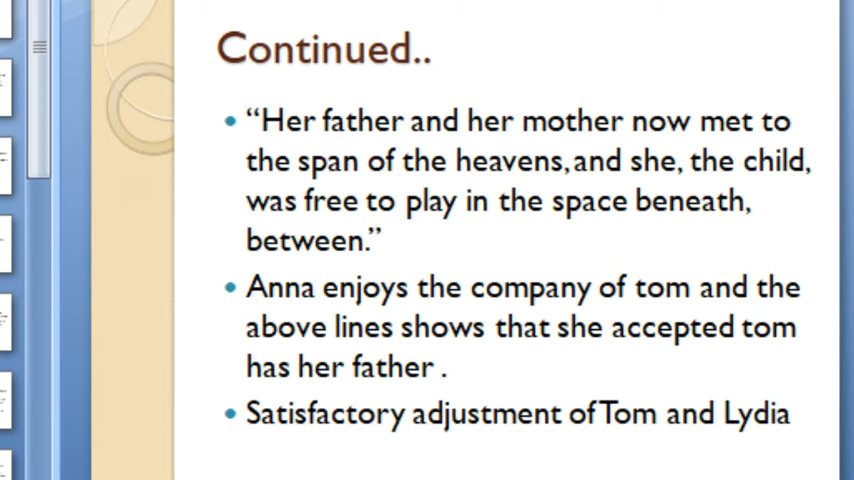 Continued..
• “Her father and her mother now met to
the span of the heavens,and she, the child,
was free to play in the space beneath,
between.”
• Anna enjoys the company of tom and the
above lines shows that she accepted tom
has her father .
• Satisfactory adjustment of Tom and Lydia